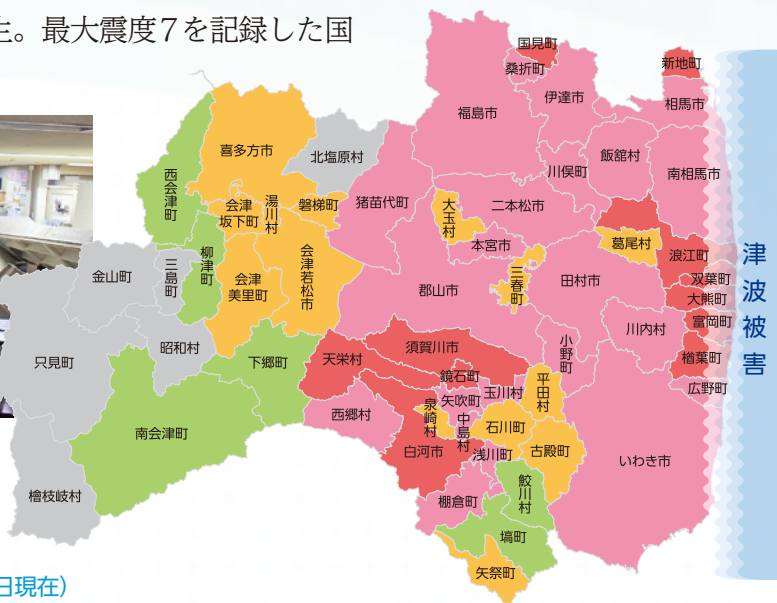 生。最大震度7を記録した国
国見町
桑折町
新地町
伊達市
相馬市
福島市
喜多方市
北塩原村
川俣町
飯舘村
南相馬市
西会津町
猪苗代町
大玉村
二本松市
会津坂下町
湯川村
磐梯町
葛尾村
浪江町
本宮市
双葉町
柳津町
三島町
金山町
会津美里町
会津若松市
郡山市
三春町
田村市
大熊町
富岡町
川内村
津波被害
只見町
昭和村
下郷町
天栄村
須賀川市
鏡石町
小野町
楢葉町
広野町
玉川村
平田村
矢吹町
西郷村
泉崎村
中島村
石川町
南会津町
白河市
浅川町
古殿町
いわき市
檜枝岐村
棚倉町
鮫川村
塙町
矢祭町
日現在）